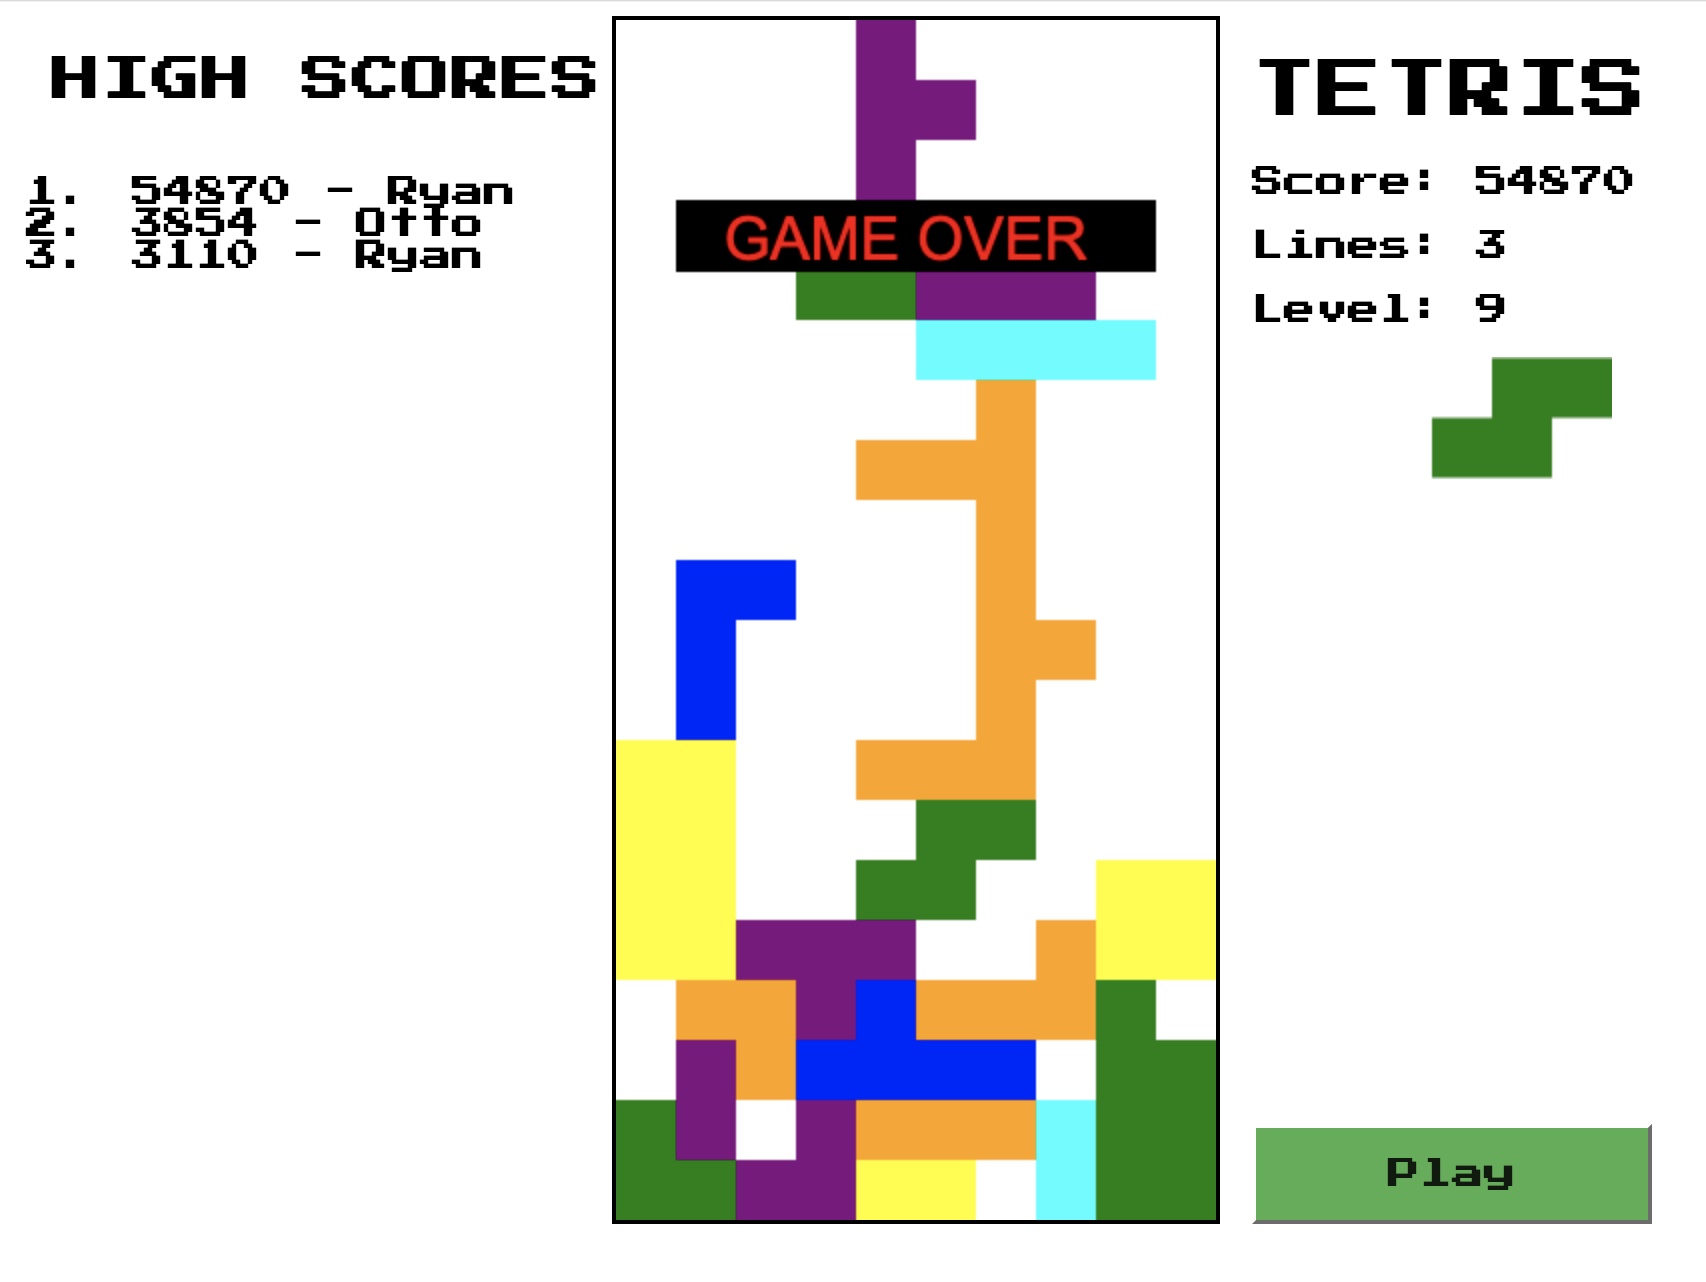 HIGH SCORES
1. 54870 - Ryan
2. 3854 - Otto
3. 3110 - Ryan
GAME OVER
TETRIS
Score: 54870
Lines: 3
Level: 9
Play